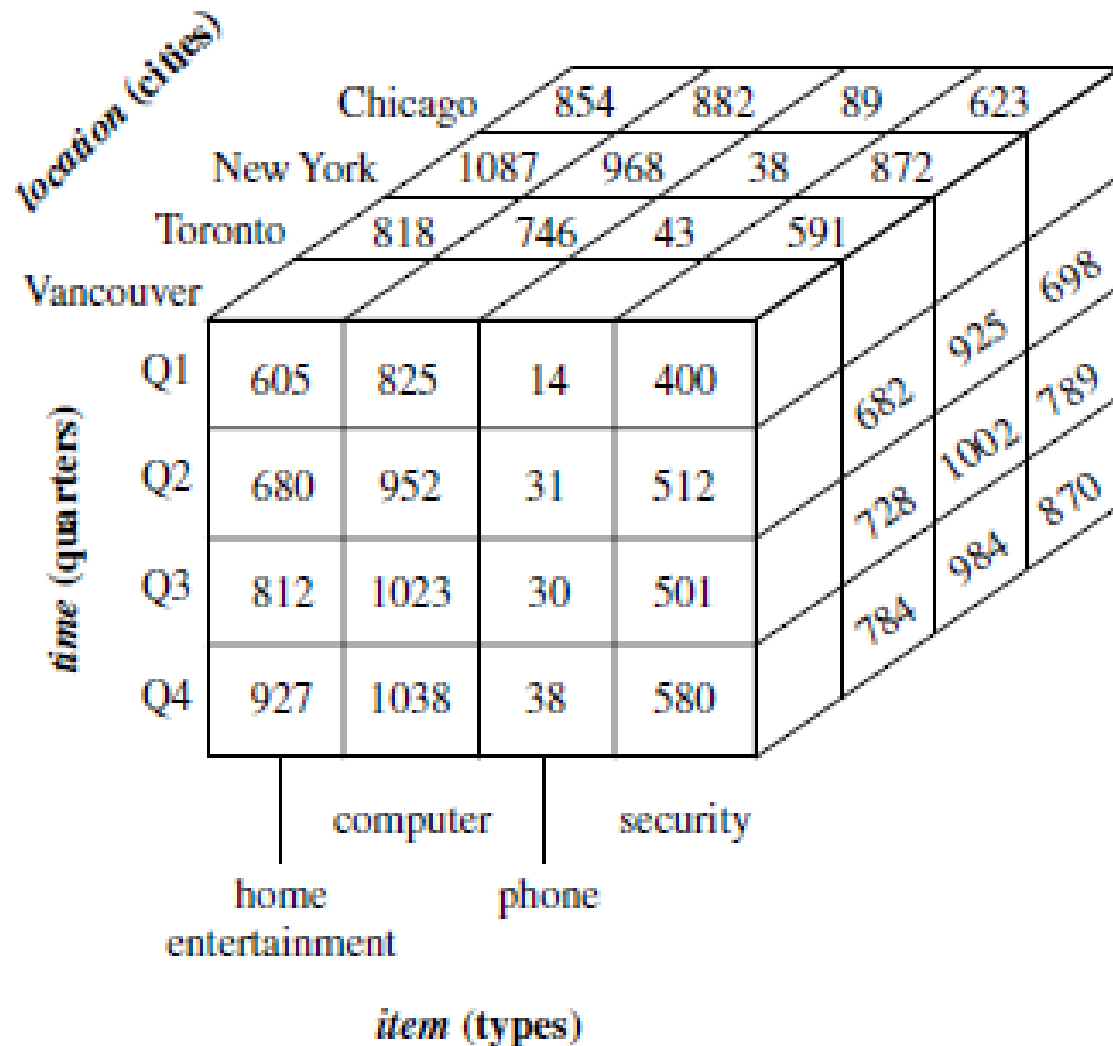 location (cities)
Chicago 854 882 89 623
New York 1087 968 38 872
Toronto 818 746 43 591
Vancouver
time (quarters)
Q1 605 825 14 400
Q2 680 952 31 512
Q3 812 1023 30 501
Q4 927 1038 38 580
682 925 698
728 1002 789
784 984 870
computer security
home phone
entertainment
item (types)